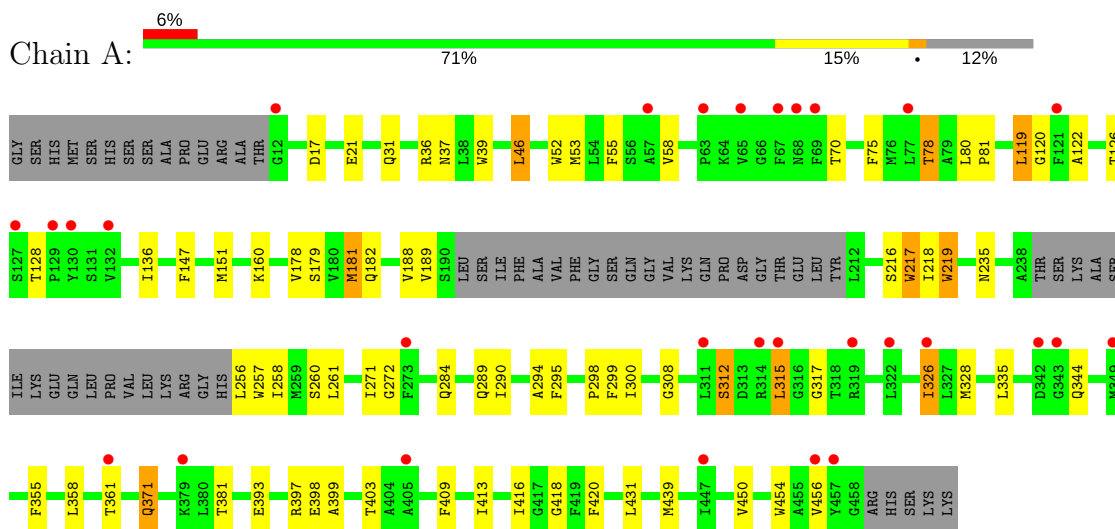 6%
Chain A:
71% 15% • 12%
GLY SER HIS MET SER HIS SER SER ALA PRO GLU ARG ALA THR G12 D17 E21 Q31 R36 N37 L38 W39 L46 W52 M53 L54 F55 S56 A57 V58 P63 K64 V65 G66 F67 N68 F69 T70 F75 M76 L77 T78 A79 L80 P81 L119 G120 F121 A122 T126
S127 T128 P129 Y130 S131 V132 I136 F147 M151 K160 V178 S179 V180 M181 Q182 V188 V189 S190 LEU SER ILE PHE ALA VAL PHE GLY SER GLN GLY VAL LYS GLN PRO ASP GLY THR GLU LEU TYR L212 S216 W217 I218 W219 N235 A238 THR SER LYS ALA SER
ILE LYS GLU GLN LEU PRO VAL LEU LYS ARG GLY HIS L256 W257 I258 M259 S260 L261 I271 G272 F273 Q284 Q289 I290 A294 F295 P298 F299 I300 G308 L311 S312 D313 R314 L315 G316 G317 T318 R319 L322 I326 L327 M328 L335 D342 G343 Q344 M349
F355 L358 T361 Q371 K379 L380 T381 E393 R397 E398 A399 T403 A404 A405 F409 I413 I416 G417 G418 F419 F420 L431 M439 I447 V450 W454 A455 V456 Y457 G458 ARG HIS SER LYS LYS